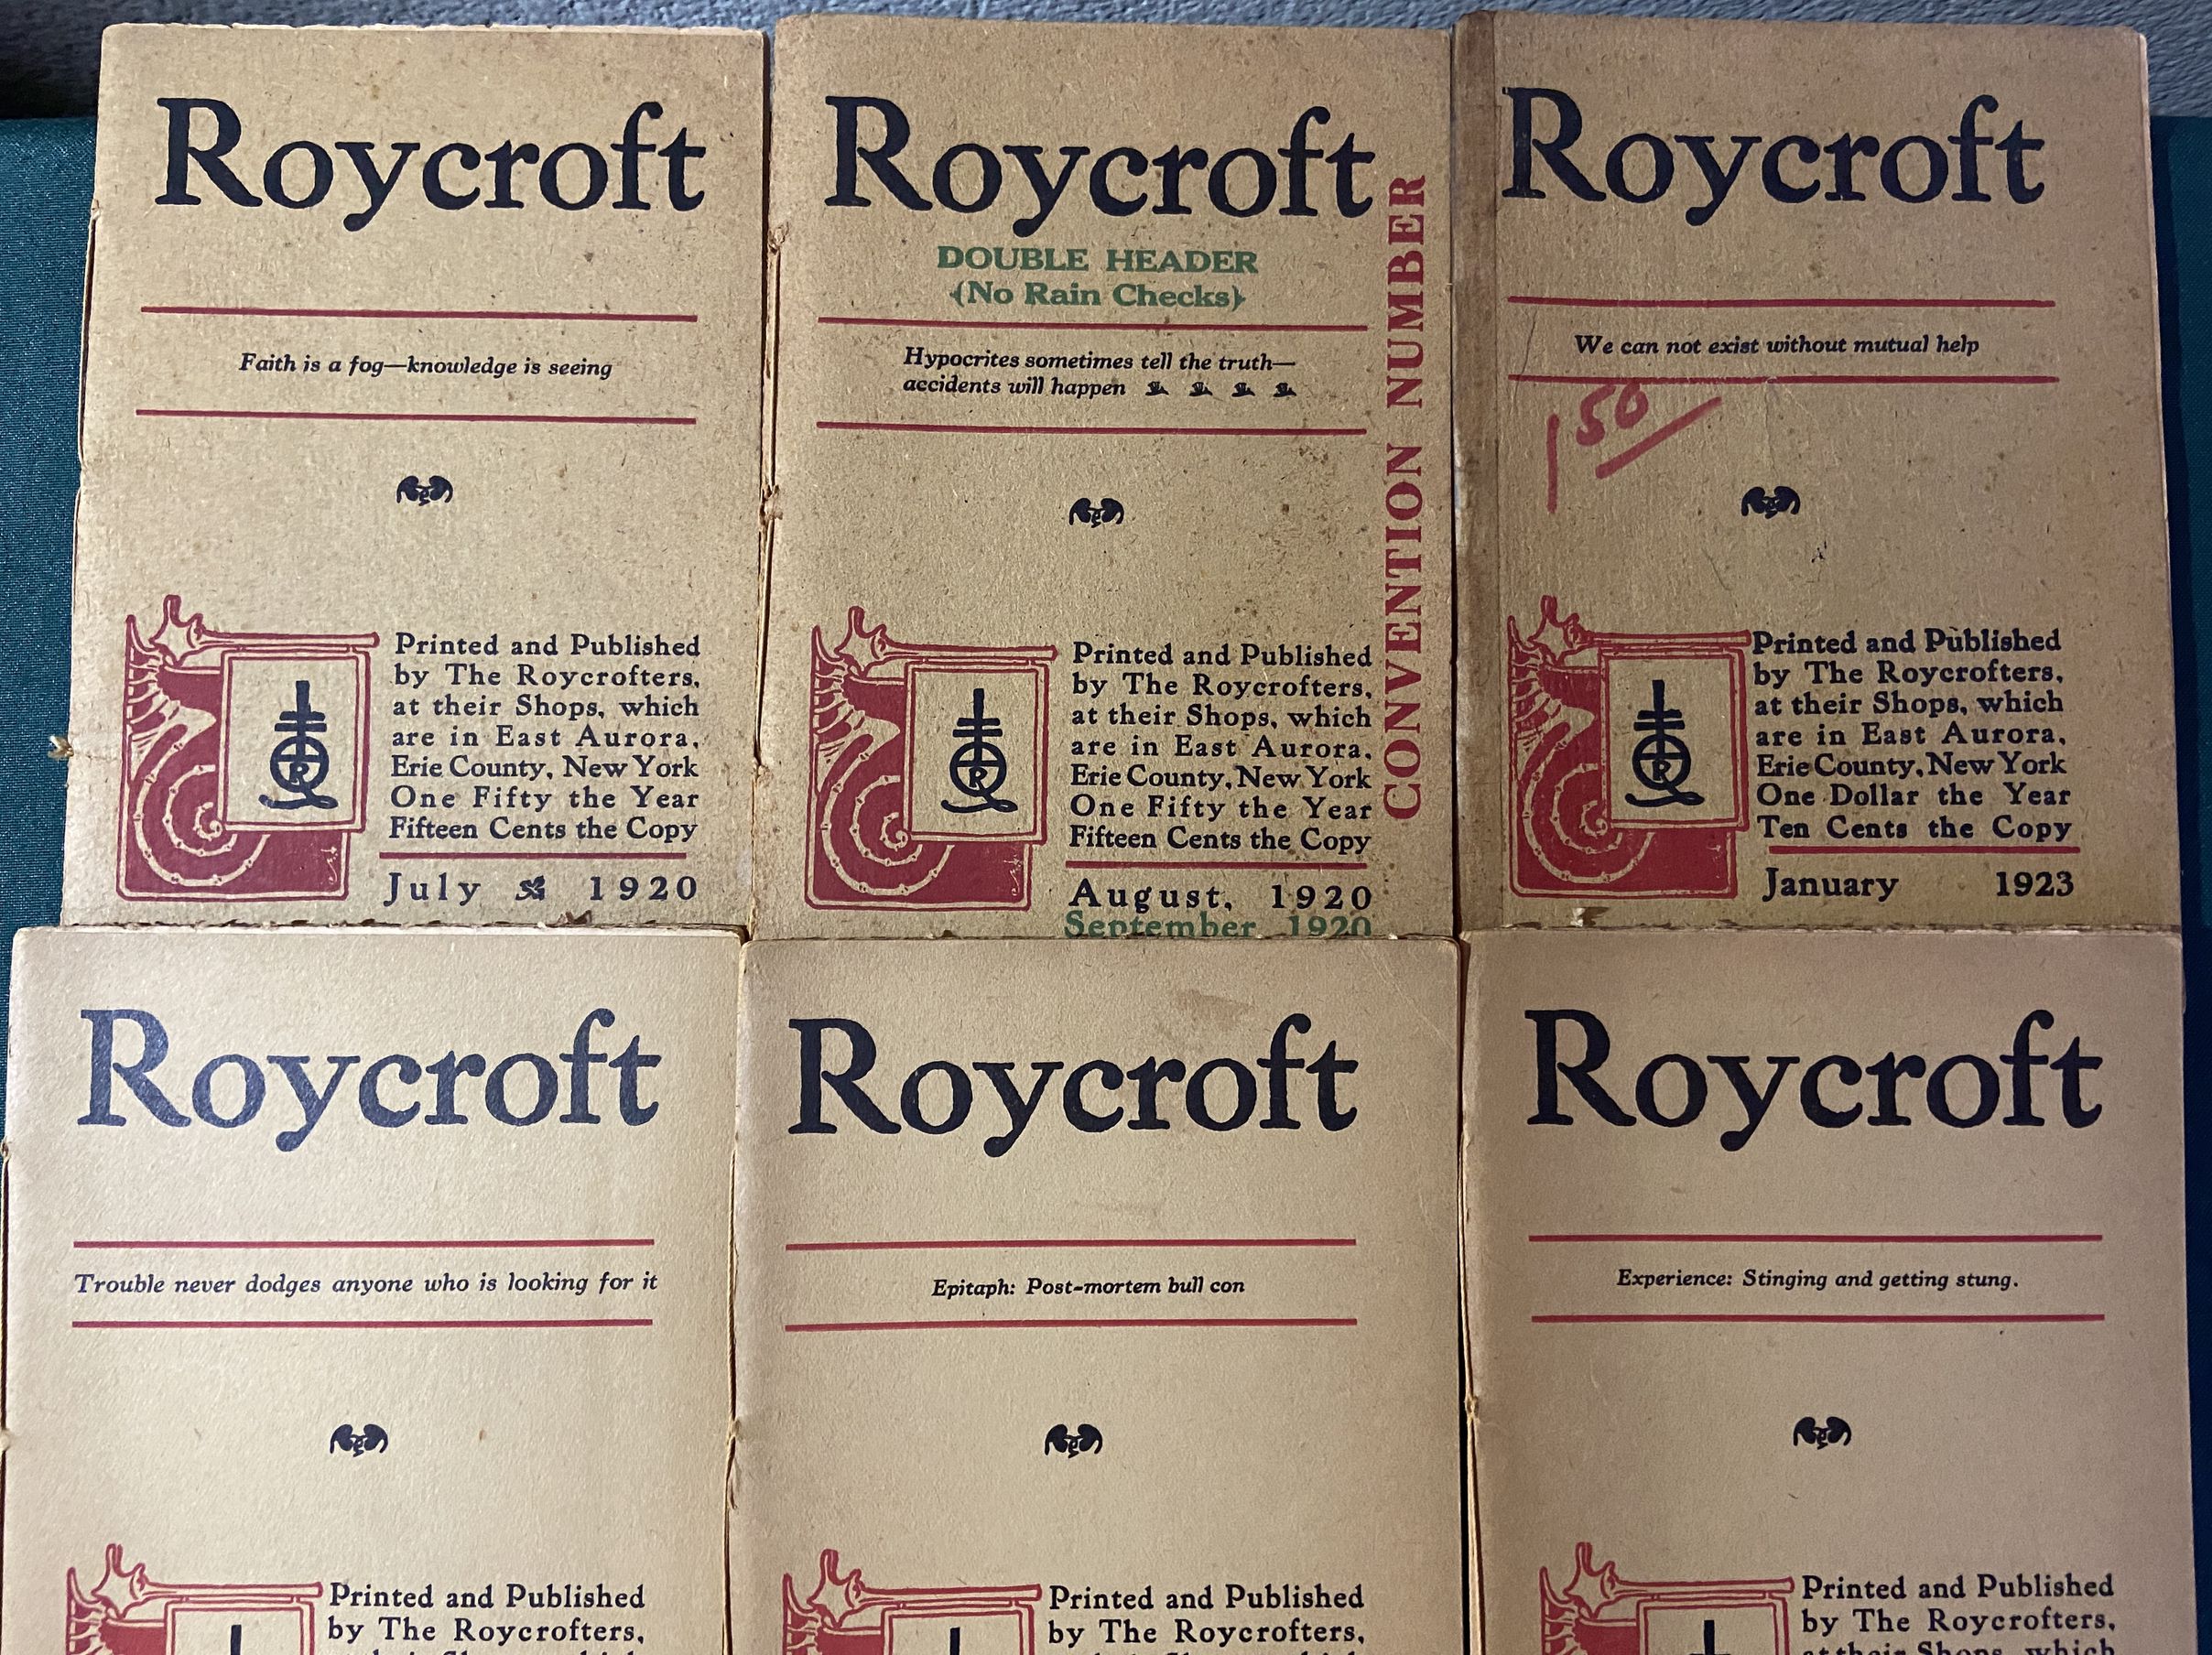 Roycroft
Faith is a fog—knowledge is seeing
R
Printed and Published
by The Roycrofters,
at their Shops, which
are in East Aurora,
Erie County, New York
One Fifty the Year
Fifteen Cents the Copy
July 1920
Roycroft
DOUBLE HEADER
(No Rain Checks)
CONVENTION NUMBER
Hypocrites sometimes tell the truth—
accidents will happen
R
Printed and Published
by The Roycrofters,
at their Shops, which
are in East Aurora,
Erie County, New York
One Fifty the Year
Fifteen Cents the Copy
August, 1920
September 1920
Roycroft
We can not exist without mutual help
150/
R
Printed and Published
by The Roycrofters,
at their Shops, which
are in East Aurora,
Erie County, New York
One Dollar the Year
Ten Cents the Copy
January 1923
Roycroft
Trouble never dodges anyone who is looking for it
Printed and Published
by The Roycrofters,
Roycroft
Epitaph: Post-mortem bull con
Printed and Published
by The Roycrofters,
Roycroft
Experience: Stinging and getting stung.
Printed and Published
by The Roycrofters,
at their Shops, which